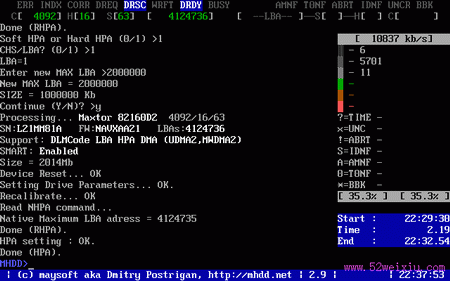 ERR INDX CORR DREQ DRSC WRFT DRDY BUSY AMNF T0NF ABRT IDNF UNCR BBK
C[ 4092] H[16] S[63] [ 4124736] [ --LBA-- ]--S--H[ ] C[ ]
Done (RHPA).
Soft HPA or Hard HPA (0/1) >1
CHS/LBA? (0/1) >1
LBA=1
Enter new MAX LBA >2000000
New MAX LBA = 2000000
SIZE = 1000000 Kb
Continue (Y/N)? >y
Processing... Maxtor 82160D2 4092/16/63
SN:L21MM81A FW:NAVXAA21 LBAs:4124736
Support: DLMCode LBA HPA DMA (UDMA2,MWDMA2)
SMART: Enabled
Size = 2014Mb
Device Reset... OK
Setting Drive Parameters... OK.
Recalibrate... OK
Read NHPA command...
Native Maximum LBA adress = 4124735
Done (RHPA).
HPA setting : OK.
Done (HPA).
MHDD>
[ 10837 kb/s]
- 6
- 5701
- 11
-
-
-
?=TIME -
x=UNC -
!=ABRT -
S=IDNF -
A=AMNF -
0=T0NF -
*=BBK -
[ 35.3% ] [ 35.3% ]
Start : 22:29:30
Time : 2.19
End : 22:32.54
www.52weixiu.com
| (c) maysoft aka Dmitry Postrigan, http://mhdd.net | 2.9 | | 22:37:53